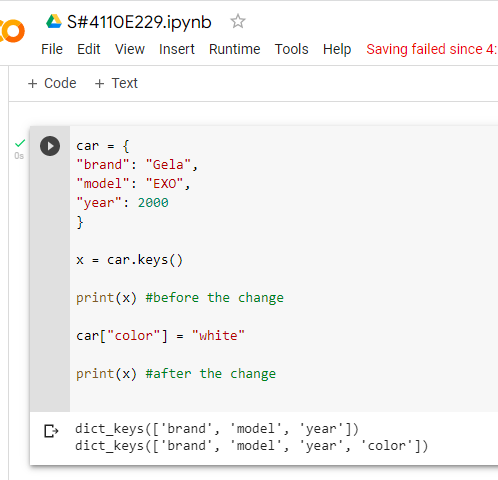 S#4110E229.ipynb
File Edit View Insert Runtime Tools Help Saving failed since 4:
+ Code + Text
0s
car = {
"brand": "Gela",
"model": "EXO",
"year": 2000
}
x = car.keys()
print(x) #before the change
car["color"] = "white"
print(x) #after the change
dict_keys(['brand', 'model', 'year'])
dict_keys(['brand', 'model', 'year', 'color'])